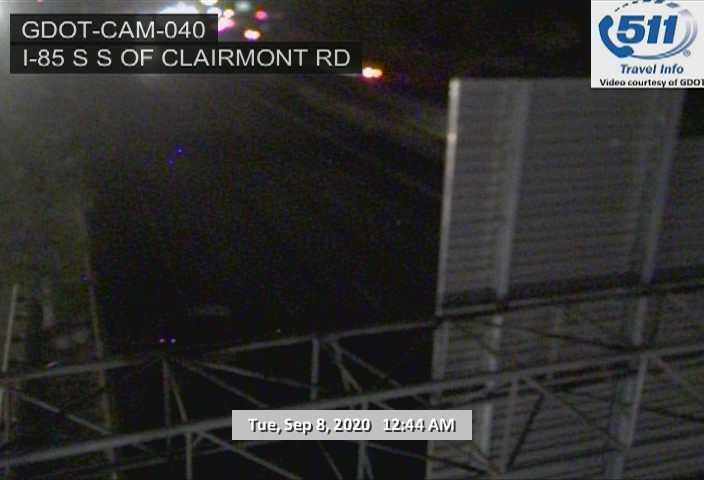 GDOT-CAM-040
I-85 S S OF CLAIRMONT RD
511
®
Travel Info
Video courtesy of GDOT
Tue, Sep 8, 2020 12:44 AM